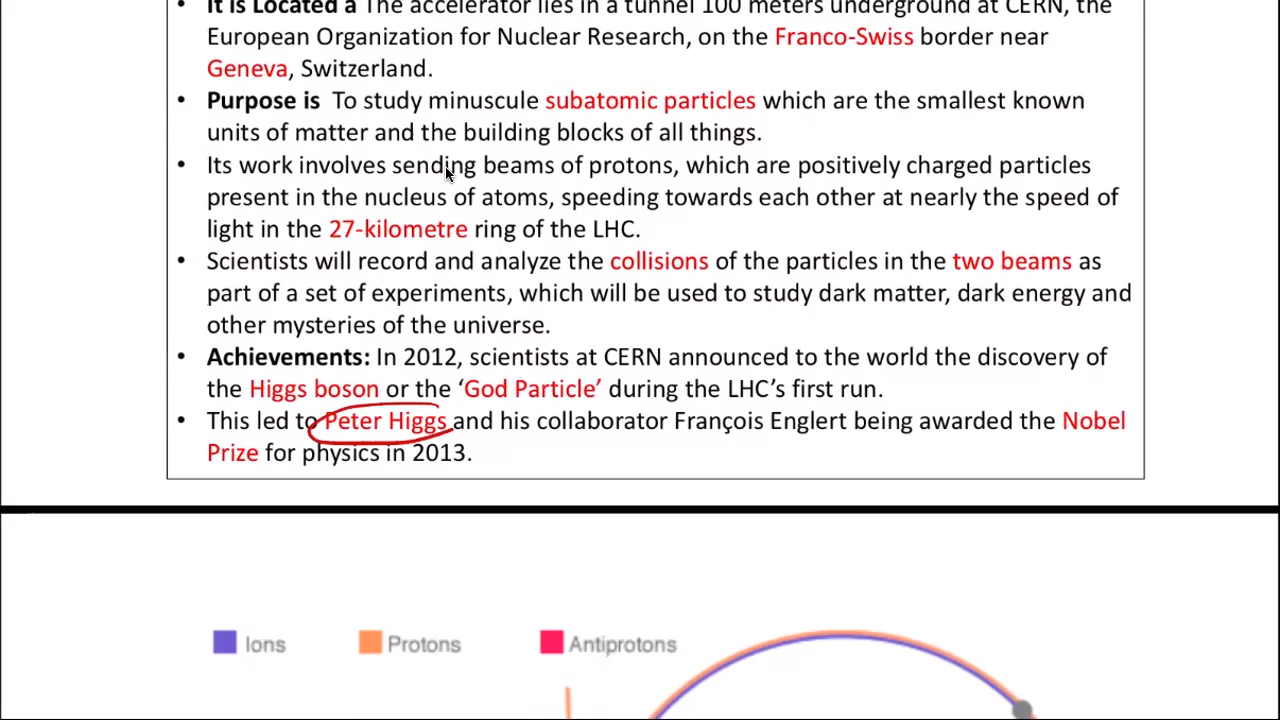 • It is Located a The accelerator lies in a tunnel 100 meters underground at CERN, the
European Organization for Nuclear Research, on the Franco-Swiss border near
Geneva, Switzerland.
• Purpose is To study minuscule subatomic particles which are the smallest known
units of matter and the building blocks of all things.
• Its work involves sending beams of protons, which are positively charged particles
present in the nucleus of atoms, speeding towards each other at nearly the speed of
light in the 27-kilometre ring of the LHC.
• Scientists will record and analyze the collisions of the particles in the two beams as
part of a set of experiments, which will be used to study dark matter, dark energy and
other mysteries of the universe.
• Achievements: In 2012, scientists at CERN announced to the world the discovery of
the Higgs boson or the ‘God Particle’ during the LHC’s first run.
• This led to Peter Higgs and his collaborator François Englert being awarded the Nobel
Prize for physics in 2013.
Ions Protons Antiprotons